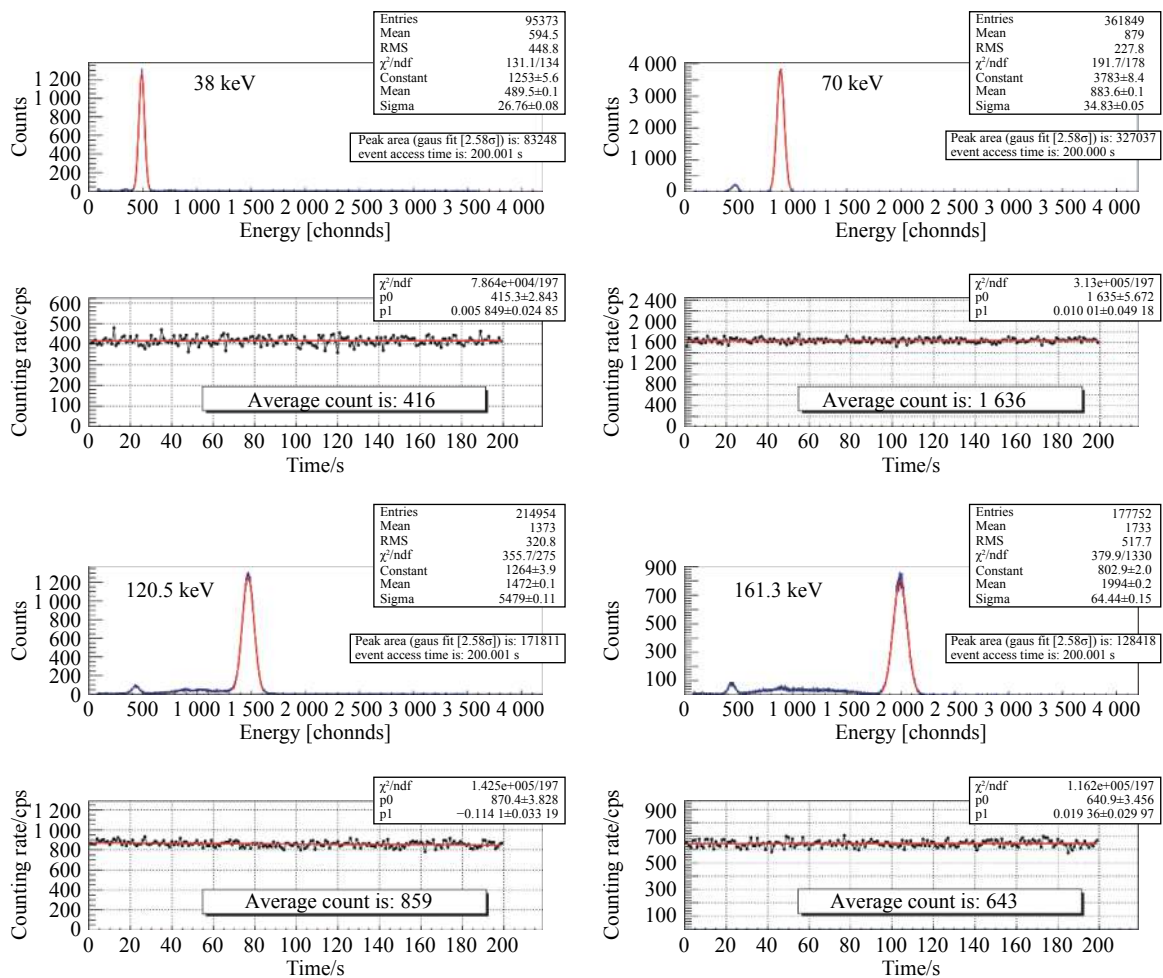 Entries 95373
Mean 594.5
RMS 448.8
χ²/ndf 131.1/134
Constant 1253±5.6
Mean 489.5±0.1
Sigma 26.76±0.08
Peak area (gaus fit [2.58σ]) is: 83248
event access time is: 200.001 s
38 keV
Counts
1 200
1 000
800
600
400
200
0
0 500 1 000 1 500 2 000 2 500 3 000 3 500 4 000
Energy [chonnds]
Entries 361849
Mean 879
RMS 227.8
χ²/ndf 191.7/178
Constant 3783±8.4
Mean 883.6±0.1
Sigma 34.83±0.05
Peak area (gaus fit [2.58σ]) is: 327037
event access time is: 200.000 s
70 keV
Counts
4 000
3 000
2 000
1 000
0
0 500 1 000 1 500 2 000 2 500 3 000 3 500 4 000
Energy [chonnds]
χ²/ndf 7.864e+004/197
p0 415.3±2.843
p1 0.005 849±0.024 85
Counting rate/cps
600
500
400
300
200
100
0
Average count is: 416
0 20 40 60 80 100 120 140 160 180 200
Time/s
χ²/ndf 3.13e+005/197
p0 1 635±5.672
p1 0.010 01±0.049 18
Counting rate/cps
2 400
2 000
1 600
1 200
800
400
0
Average count is: 1 636
0 20 40 60 80 100 120 140 160 180 200
Time/s
Entries 214954
Mean 1373
RMS 320.8
χ²/ndf 355.7/275
Constant 1264±3.9
Mean 1472±0.1
Sigma 5479±0.11
Peak area (gaus fit [2.58σ]) is: 171811
event access time is: 200.001 s
120.5 keV
Counts
1 200
1 000
800
600
400
200
0
0 500 1 000 1 500 2 000 2 500 3 000 3 500 4 000
Energy [chonnds]
Entries 177752
Mean 1733
RMS 517.7
χ²/ndf 379.9/1330
Constant 802.9±2.0
Mean 1994±0.2
Sigma 64.44±0.15
Peak area (gaus fit [2.58σ]) is: 128418
event access time is: 200.001 s
161.3 keV
Counts
900
700
500
300
100
0 500 1 000 1 500 2 000 2 500 3 000 3 500 4 000
Energy [chonnds]
χ²/ndf 1.425e+005/197
p0 870.4±3.828
p1 −0.114 1±0.033 19
Counting rate/cps
1 200
1 000
800
600
400
200
0
Average count is: 859
0 20 40 60 80 100 120 140 160 180 200
Time/s
χ²/ndf 1.162e+005/197
p0 640.9±3.456
p1 0.019 36±0.029 97
Counting rate/cps
900
700
500
300
100
Average count is: 643
0 20 40 60 80 100 120 140 160 180 200
Time/s